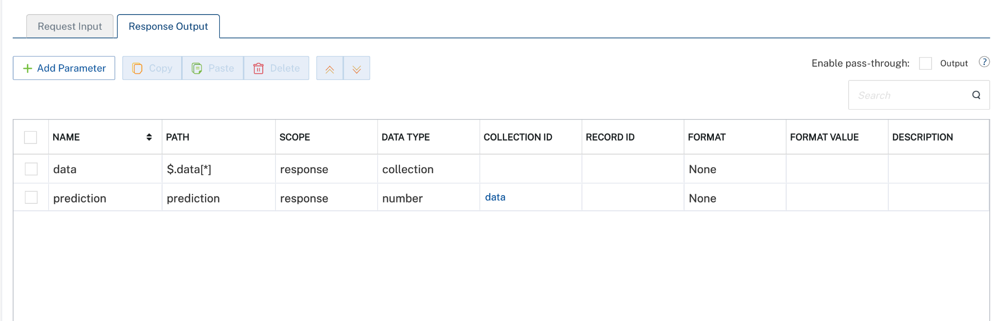 Request Input Response Output
Add Parameter Copy Paste Delete Enable pass-through: Output ?
Search
NAME PATH SCOPE DATA TYPE COLLECTION ID RECORD ID FORMAT FORMAT VALUE DESCRIPTION
data $.data[*] response collection None
prediction prediction response number data None